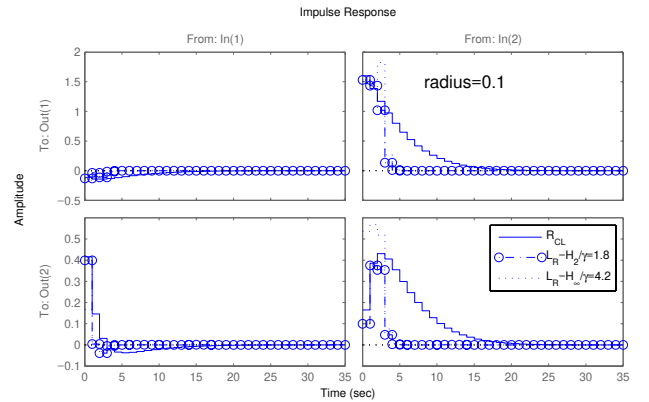 Impulse Response
From: In(1)
From: In(2)
To: Out(1)
2
1.5
1
0.5
0
−0.5
radius=0.1
Amplitude
To: Out(2)
0.4
0.3
0.2
0.1
0
−0.1
R_CL
L_R−H_2/γ=1.8
L_R−H_∞/γ=4.2
0 5 10 15 20 25 30 35
0 5 10 15 20 25 30 35
Time (sec)